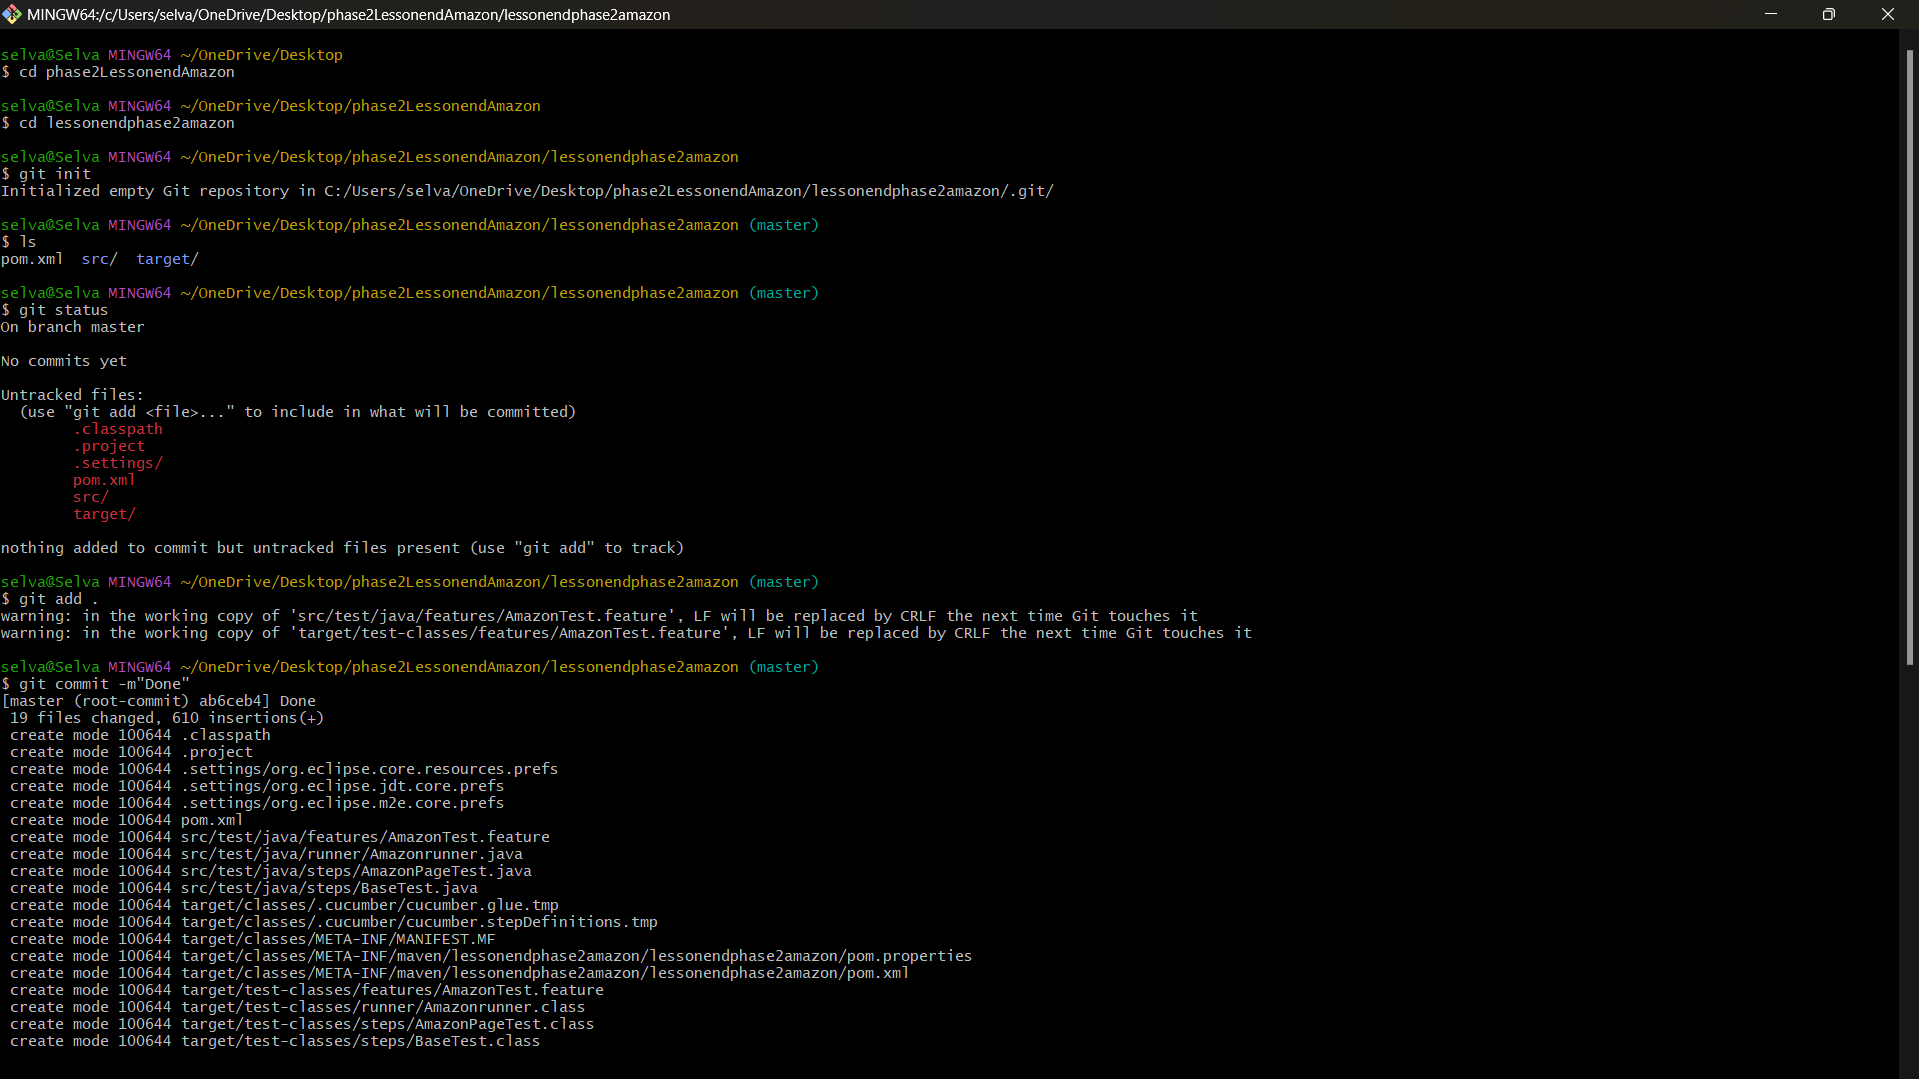 MINGW64:/c/Users/selva/OneDrive/Desktop/phase2LessonendAmazon/lessonendphase2amazon
selva@Selva MINGW64 ~/OneDrive/Desktop
$ cd phase2LessonendAmazon
selva@Selva MINGW64 ~/OneDrive/Desktop/phase2LessonendAmazon
$ cd lessonendphase2amazon
selva@Selva MINGW64 ~/OneDrive/Desktop/phase2LessonendAmazon/lessonendphase2amazon
$ git init
Initialized empty Git repository in C:/Users/selva/OneDrive/Desktop/phase2LessonendAmazon/lessonendphase2amazon/.git/
selva@Selva MINGW64 ~/OneDrive/Desktop/phase2LessonendAmazon/lessonendphase2amazon (master)
$ ls
pom.xml  src/  target/
selva@Selva MINGW64 ~/OneDrive/Desktop/phase2LessonendAmazon/lessonendphase2amazon (master)
$ git status
On branch master
No commits yet
Untracked files:
  (use "git add <file>..." to include in what will be committed)
        .classpath
        .project
        .settings/
        pom.xml
        src/
        target/
nothing added to commit but untracked files present (use "git add" to track)
selva@Selva MINGW64 ~/OneDrive/Desktop/phase2LessonendAmazon/lessonendphase2amazon (master)
$ git add .
warning: in the working copy of 'src/test/java/features/AmazonTest.feature', LF will be replaced by CRLF the next time Git touches it
warning: in the working copy of 'target/test-classes/features/AmazonTest.feature', LF will be replaced by CRLF the next time Git touches it
selva@Selva MINGW64 ~/OneDrive/Desktop/phase2LessonendAmazon/lessonendphase2amazon (master)
$ git commit -m"Done"
[master (root-commit) ab6ceb4] Done
 19 files changed, 610 insertions(+)
 create mode 100644 .classpath
 create mode 100644 .project
 create mode 100644 .settings/org.eclipse.core.resources.prefs
 create mode 100644 .settings/org.eclipse.jdt.core.prefs
 create mode 100644 .settings/org.eclipse.m2e.core.prefs
 create mode 100644 pom.xml
 create mode 100644 src/test/java/features/AmazonTest.feature
 create mode 100644 src/test/java/runner/Amazonrunner.java
 create mode 100644 src/test/java/steps/AmazonPageTest.java
 create mode 100644 src/test/java/steps/BaseTest.java
 create mode 100644 target/classes/.cucumber/cucumber.glue.tmp
 create mode 100644 target/classes/.cucumber/cucumber.stepDefinitions.tmp
 create mode 100644 target/classes/META-INF/MANIFEST.MF
 create mode 100644 target/classes/META-INF/maven/lessonendphase2amazon/lessonendphase2amazon/pom.properties
 create mode 100644 target/classes/META-INF/maven/lessonendphase2amazon/lessonendphase2amazon/pom.xml
 create mode 100644 target/test-classes/features/AmazonTest.feature
 create mode 100644 target/test-classes/runner/Amazonrunner.class
 create mode 100644 target/test-classes/steps/AmazonPageTest.class
 create mode 100644 target/test-classes/steps/BaseTest.class